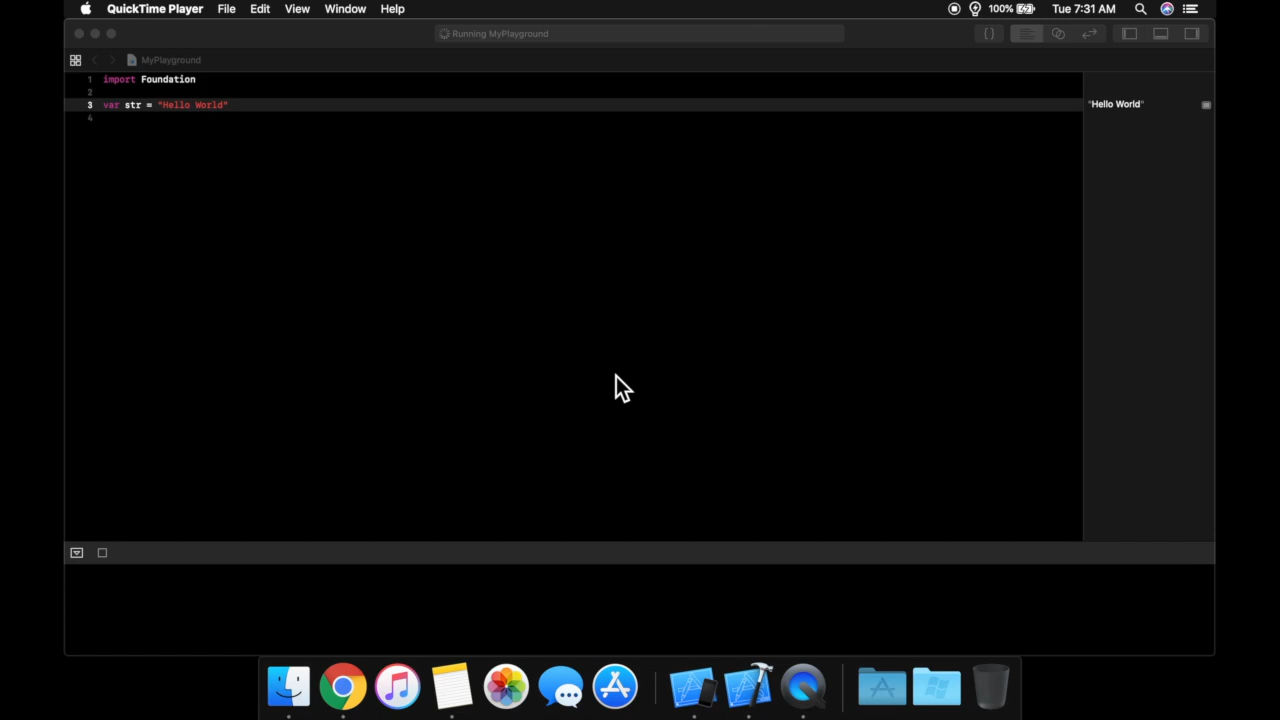 QuickTime Player File Edit View Window Help 100% Tue 7:31 AM
Running MyPlayground
{ }
MyPlayground
1 import Foundation
2
3 var str = "Hello World" "Hello World"
4